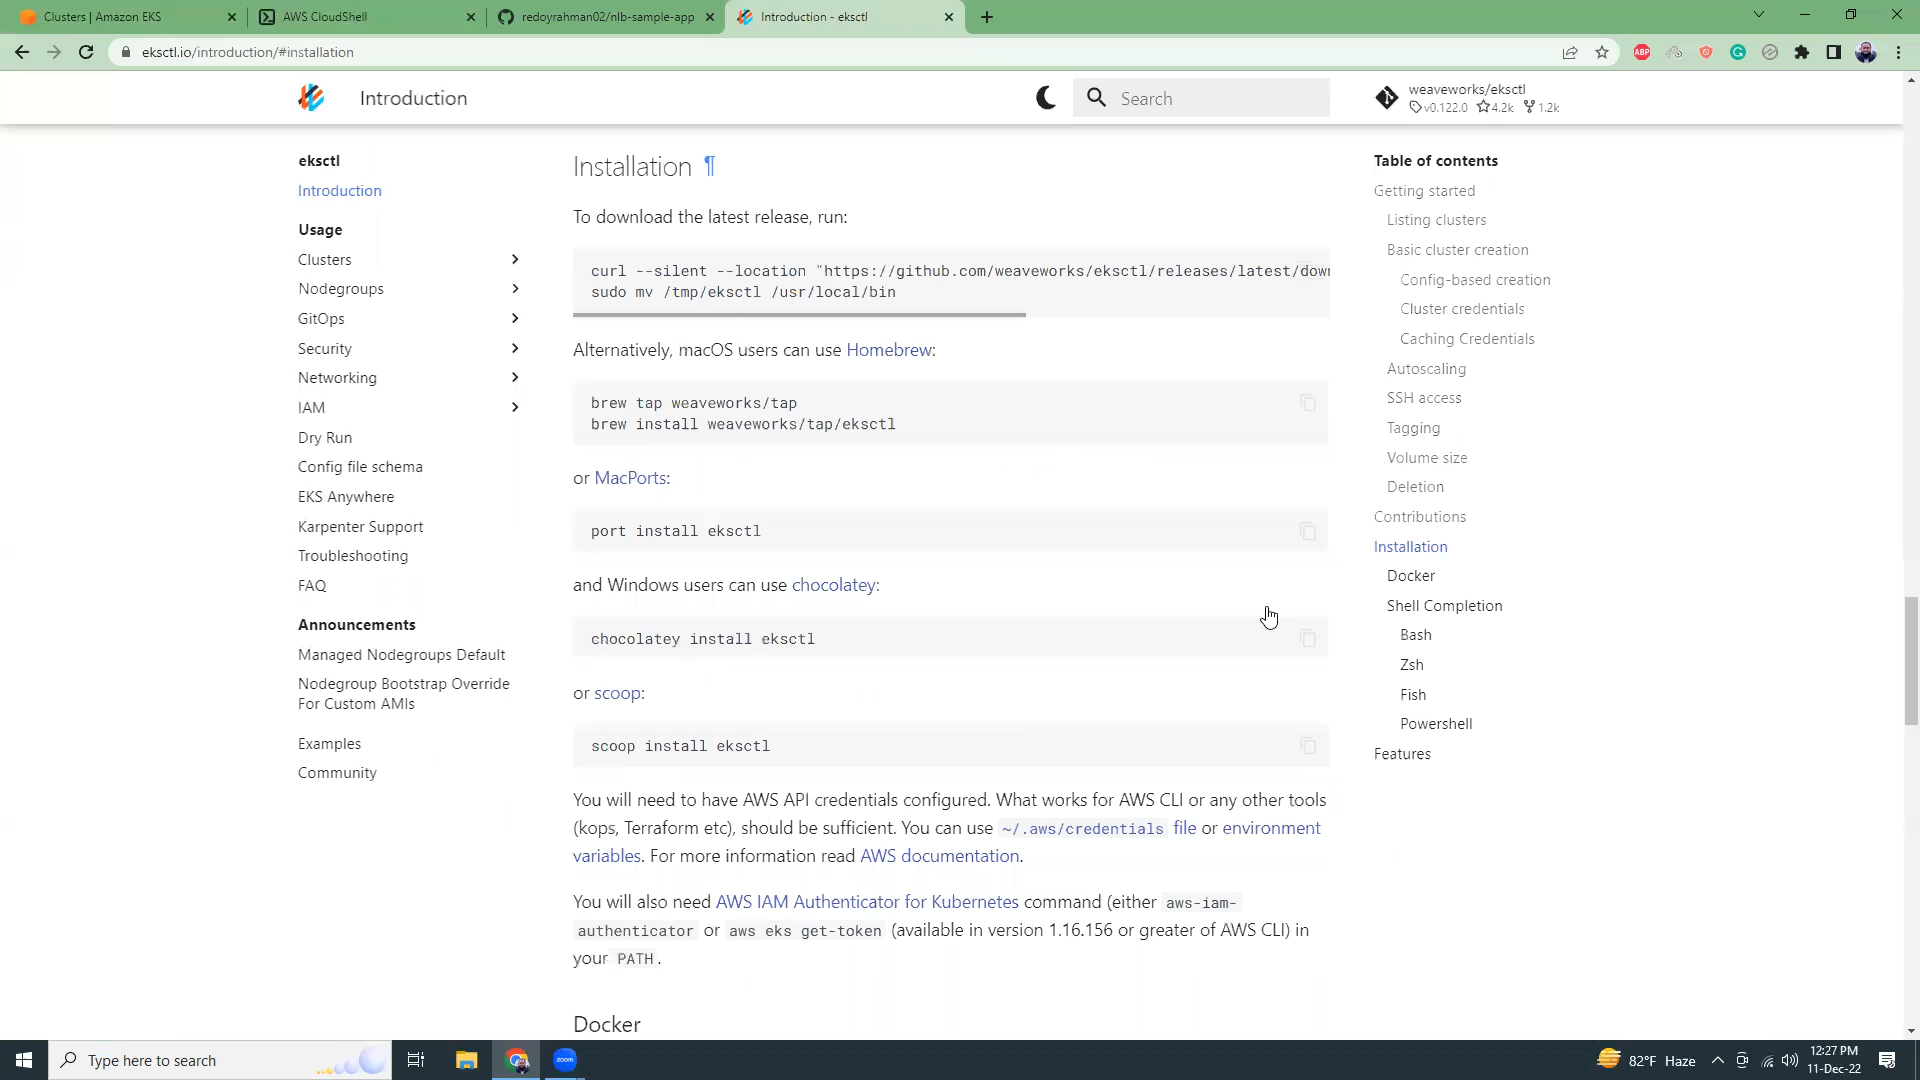 Clusters | Amazon EKS
AWS CloudShell
redoyrahman02/nlb-sample-app
Introduction - eksctl
eksctl.io/introduction/#installation
ABP
Introduction
Search
weaveworks/eksctl
v0.122.0 4.2k 1.2k
eksctl
Introduction
Usage
Clusters
Nodegroups
GitOps
Security
Networking
IAM
Dry Run
Config file schema
EKS Anywhere
Karpenter Support
Troubleshooting
FAQ
Announcements
Managed Nodegroups Default
Nodegroup Bootstrap Override
For Custom AMIs
Examples
Community
Installation ¶
To download the latest release, run:
curl --silent --location "https://github.com/weaveworks/eksctl/releases/latest/down
sudo mv /tmp/eksctl /usr/local/bin
Alternatively, macOS users can use Homebrew:
brew tap weaveworks/tap
brew install weaveworks/tap/eksctl
or MacPorts:
port install eksctl
and Windows users can use chocolatey:
chocolatey install eksctl
or scoop:
scoop install eksctl
You will need to have AWS API credentials configured. What works for AWS CLI or any other tools
(kops, Terraform etc), should be sufficient. You can use ~/.aws/credentials file or environment
variables. For more information read AWS documentation.
You will also need AWS IAM Authenticator for Kubernetes command (either aws-iam-
authenticator or aws eks get-token (available in version 1.16.156 or greater of AWS CLI) in
your PATH.
Docker
Table of contents
Getting started
Listing clusters
Basic cluster creation
Config-based creation
Cluster credentials
Caching Credentials
Autoscaling
SSH access
Tagging
Volume size
Deletion
Contributions
Installation
Docker
Shell Completion
Bash
Zsh
Fish
Powershell
Features
Type here to search
zoom
82°F Haze
12:27 PM
11-Dec-22